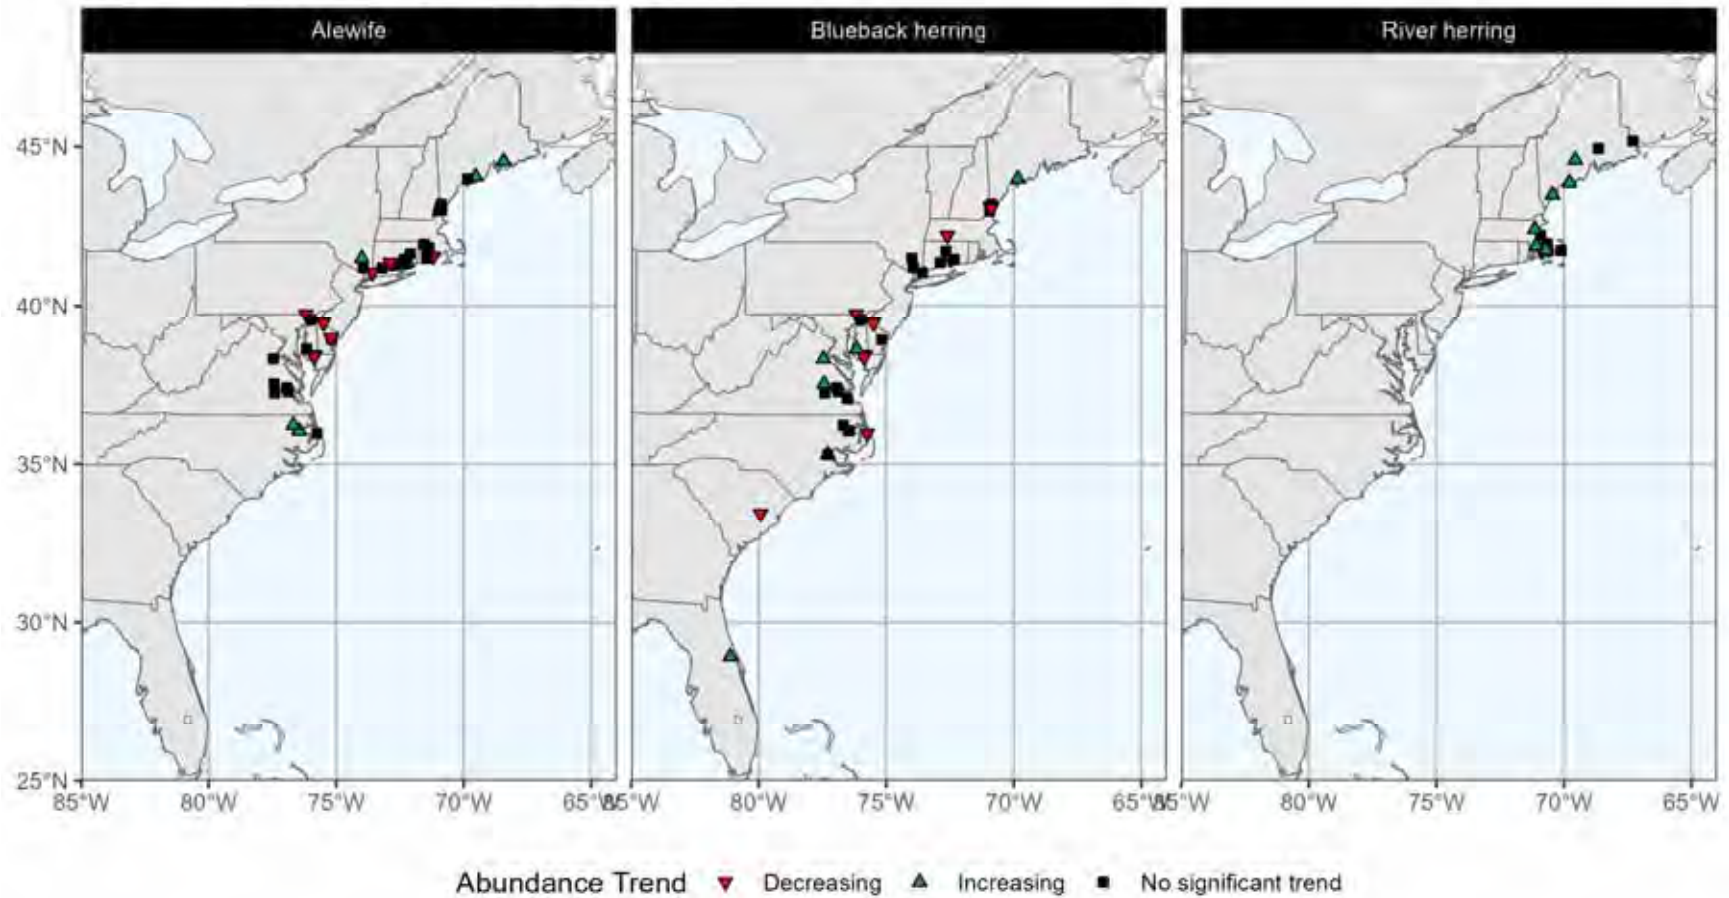 Alewife
Blueback herring
River herring
45°N
40°N
35°N
30°N
25°N
85°W 80°W 75°W 70°W 65°W
85°W 80°W 75°W 70°W 65°W
85°W 80°W 75°W 70°W 65°W
Abundance Trend Decreasing Increasing No significant trend